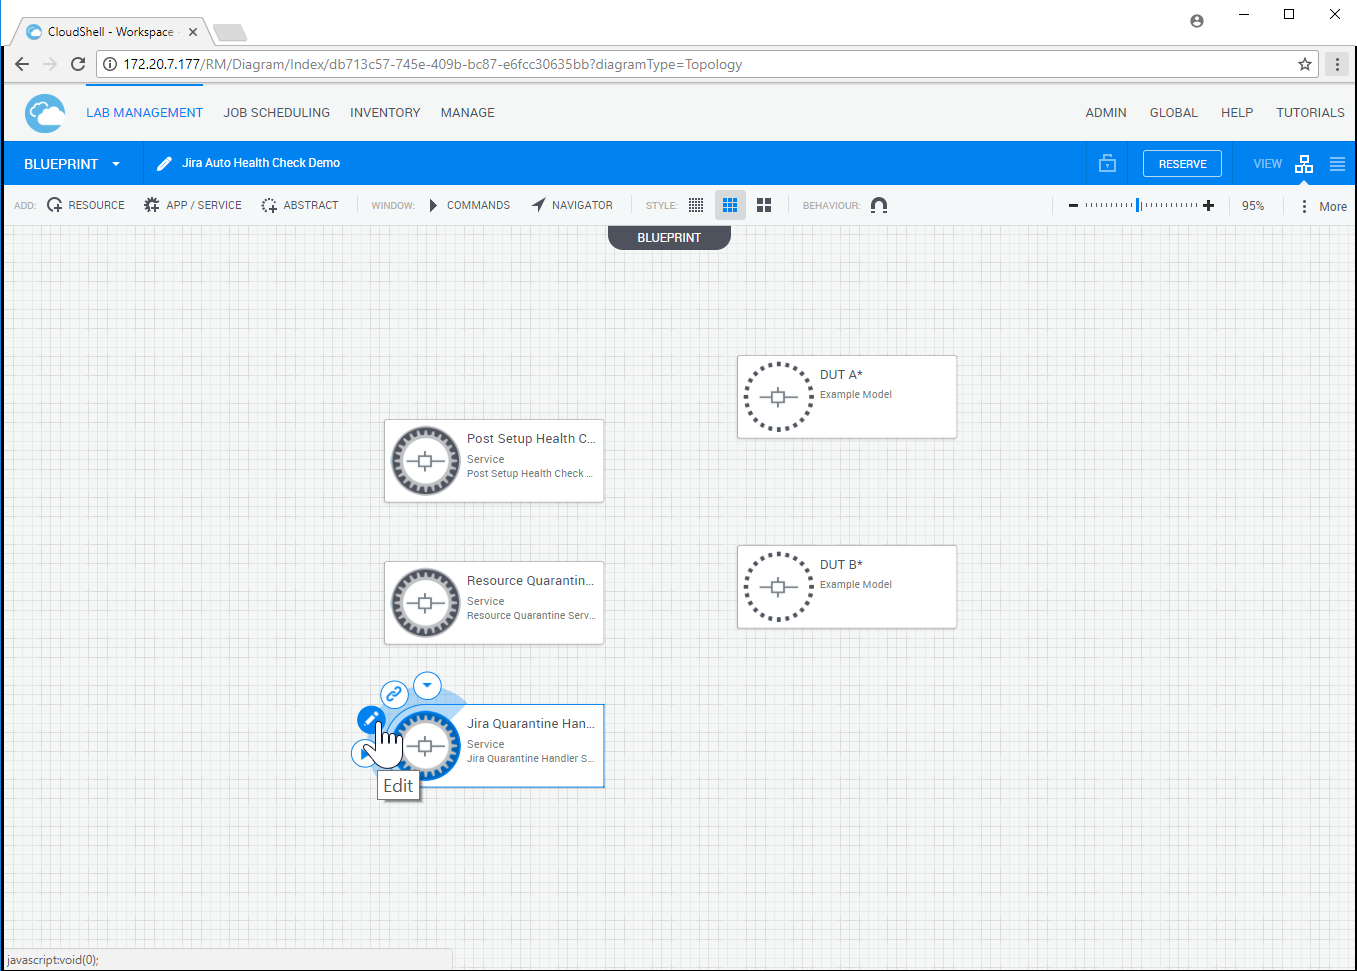 CloudShell - Workspace
172.20.7.177/RM/Diagram/Index/db713c57-745e-409b-bc87-e6fcc30635bb?diagramType=Topology
LAB MANAGEMENT JOB SCHEDULING INVENTORY MANAGE ADMIN GLOBAL HELP TUTORIALS
BLUEPRINT Jira Auto Health Check Demo RESERVE VIEW
ADD: RESOURCE APP / SERVICE ABSTRACT WINDOW: COMMANDS NAVIGATOR STYLE: BEHAVIOUR: 95% More
BLUEPRINT
DUT A*
Example Model
Post Setup Health C...
Service
Post Setup Health Check ...
DUT B*
Example Model
Resource Quarantin...
Service
Resource Quarantine Serv...
Jira Quarantine Han...
Service
Jira Quarantine Handler S...
Edit
javascript:void(0);